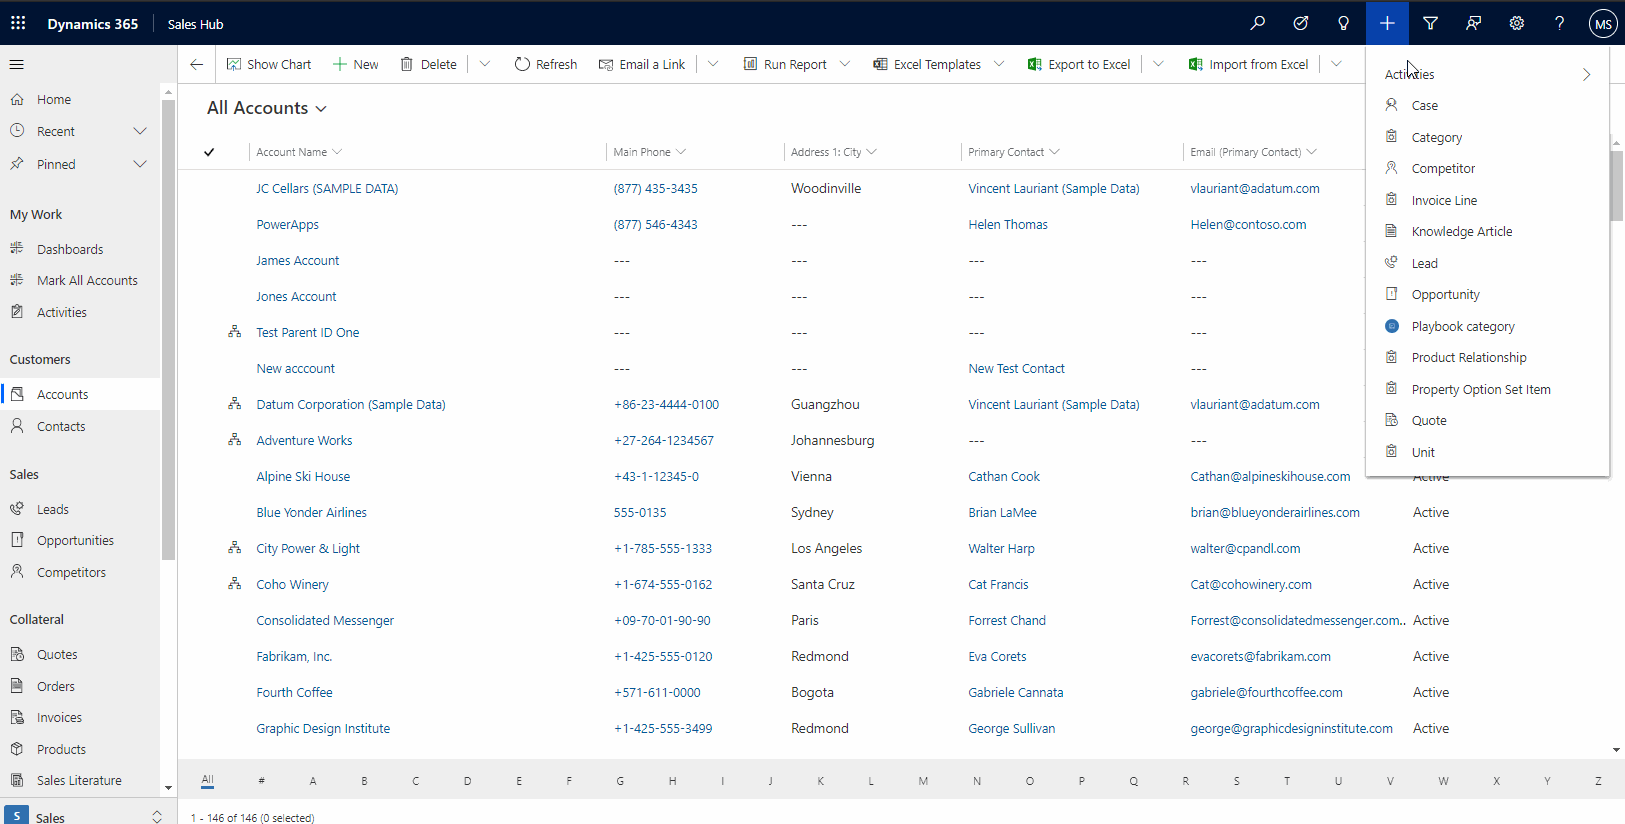 Dynamics 365 Sales Hub MS
Show Chart New Delete Refresh Email a Link Run Report Excel Templates Export to Excel Import from Excel
Home
Recent
Pinned
My Work
Dashboards
Mark All Accounts
Activities
Customers
Accounts
Contacts
Sales
Leads
Opportunities
Competitors
Collateral
Quotes
Orders
Invoices
Products
Sales Literature
S Sales
All Accounts
Account Name Main Phone Address 1: City Primary Contact Email (Primary Contact)
JC Cellars (SAMPLE DATA) (877) 435-3435 Woodinville Vincent Lauriant (Sample Data) vlauriant@adatum.com
PowerApps (877) 546-4343 --- Helen Thomas Helen@contoso.com
James Account --- --- --- ---
Jones Account --- --- --- ---
Test Parent ID One --- --- --- ---
New acccount --- --- New Test Contact ---
Datum Corporation (Sample Data) +86-23-4444-0100 Guangzhou Vincent Lauriant (Sample Data) vlauriant@adatum.com
Adventure Works +27-264-1234567 Johannesburg --- ---
Alpine Ski House +43-1-12345-0 Vienna Cathan Cook Cathan@alpineskihouse.com Active
Blue Yonder Airlines 555-0135 Sydney Brian LaMee brian@blueyonderairlines.com Active
City Power & Light +1-785-555-1333 Los Angeles Walter Harp walter@cpandl.com Active
Coho Winery +1-674-555-0162 Santa Cruz Cat Francis Cat@cohowinery.com Active
Consolidated Messenger +09-70-01-90-90 Paris Forrest Chand Forrest@consolidatedmessenger.com.. Active
Fabrikam, Inc. +1-425-555-0120 Redmond Eva Corets evacorets@fabrikam.com Active
Fourth Coffee +571-611-0000 Bogota Gabriele Cannata gabriele@fourthcoffee.com Active
Graphic Design Institute +1-425-555-3499 Redmond George Sullivan george@graphicdesigninstitute.com Active
All # A B C D E F G H I J K L M N O P Q R S T U V W X Y Z
1 - 146 of 146 (0 selected)
Activities
Case
Category
Competitor
Invoice Line
Knowledge Article
Lead
Opportunity
Playbook category
Product Relationship
Property Option Set Item
Quote
Unit